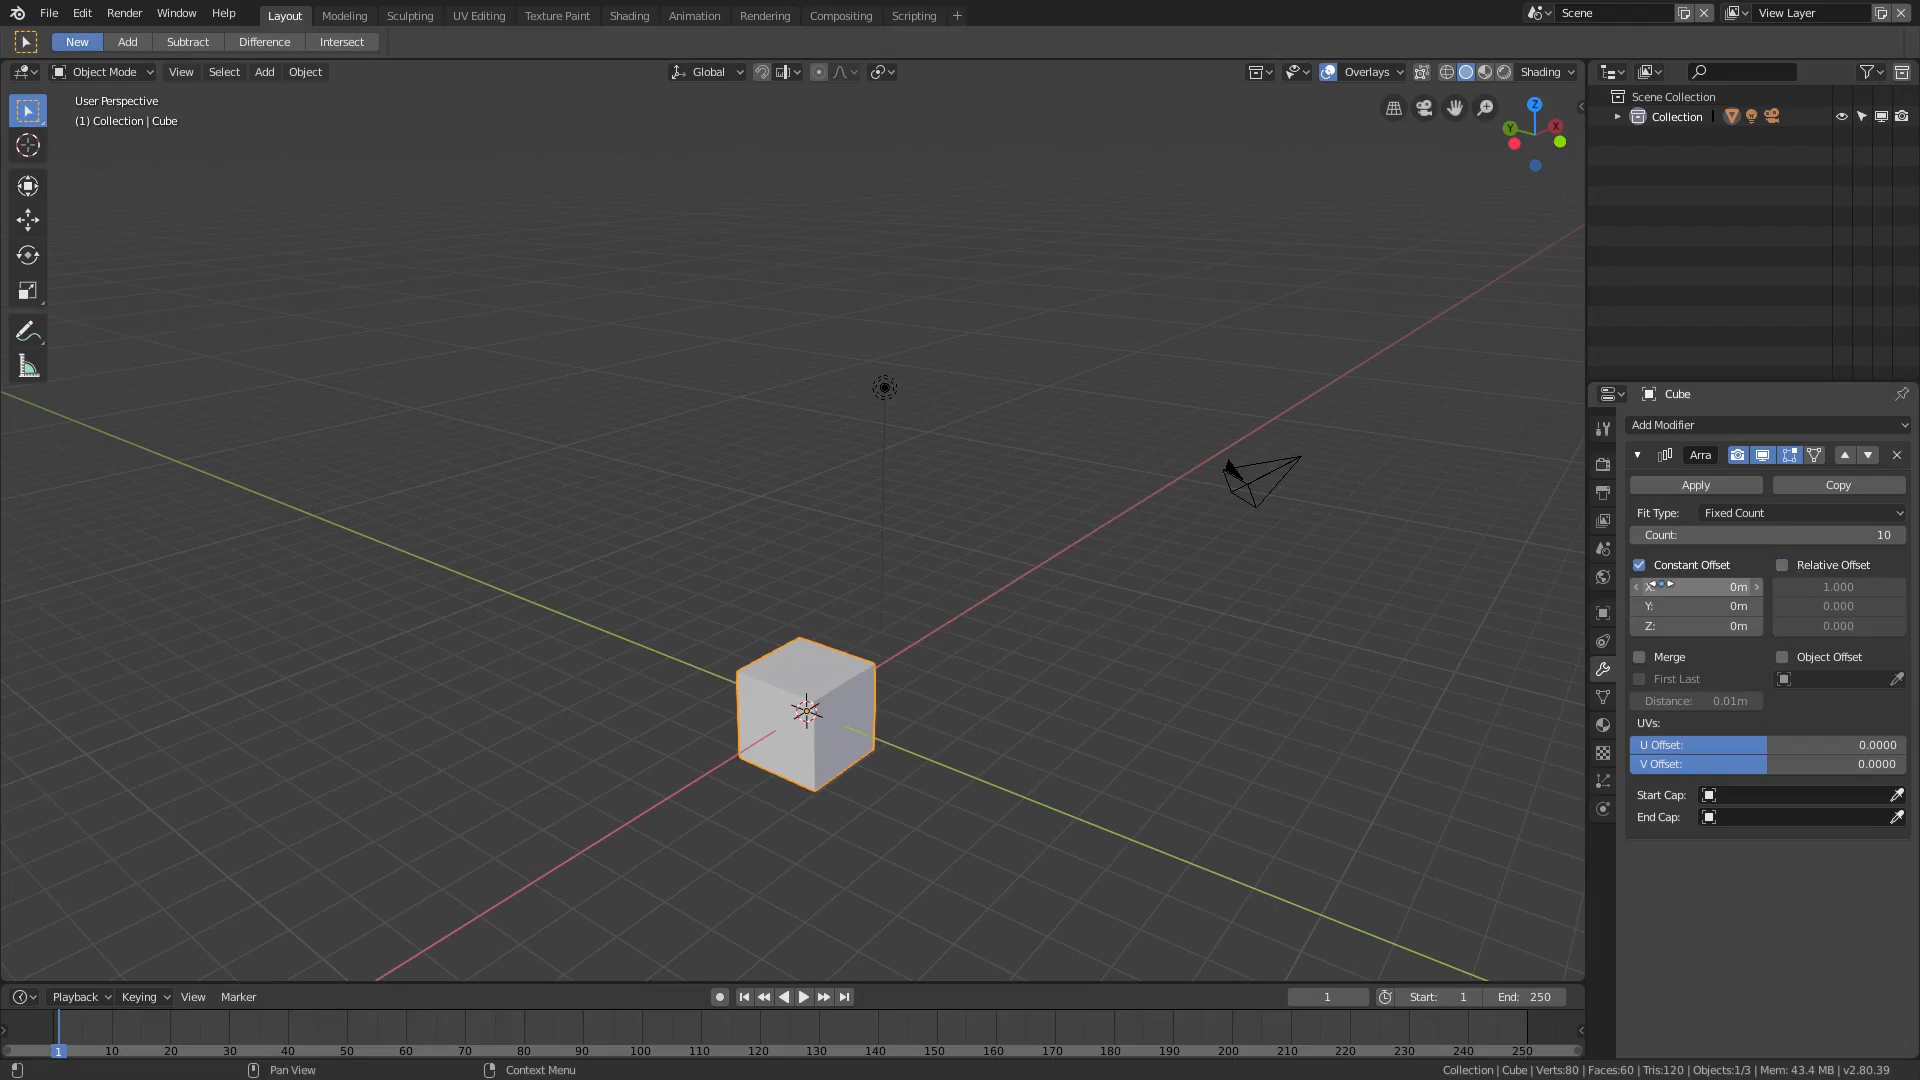 File Edit Render Window Help Layout Modeling Sculpting UV Editing Texture Paint Shading Animation Rendering Compositing Scripting + Scene View Layer
New Add Subtract Difference Intersect
Object Mode View Select Add Object Global Overlays Shading
User Perspective
(1) Collection | Cube
Z
Y X
Scene Collection
Collection
Cube
Add Modifier
Arra
Apply Copy
Fit Type: Fixed Count
Count: 10
Constant Offset Relative Offset
X: 0m 1.000
Y: 0m 0.000
Z: 0m 0.000
Merge Object Offset
First Last
Distance: 0.01m
UVs:
U Offset: 0.0000
V Offset: 0.0000
Start Cap:
End Cap:
Playback Keying View Marker 1 Start: 1 End: 250
1 10 20 30 40 50 60 70 80 90 100 110 120 130 140 150 160 170 180 190 200 210 220 230 240 250
Pan View Context Menu Collection | Cube | Verts:80 | Faces:60 | Tris:120 | Objects:1/3 | Mem: 43.4 MB | v2.80.39